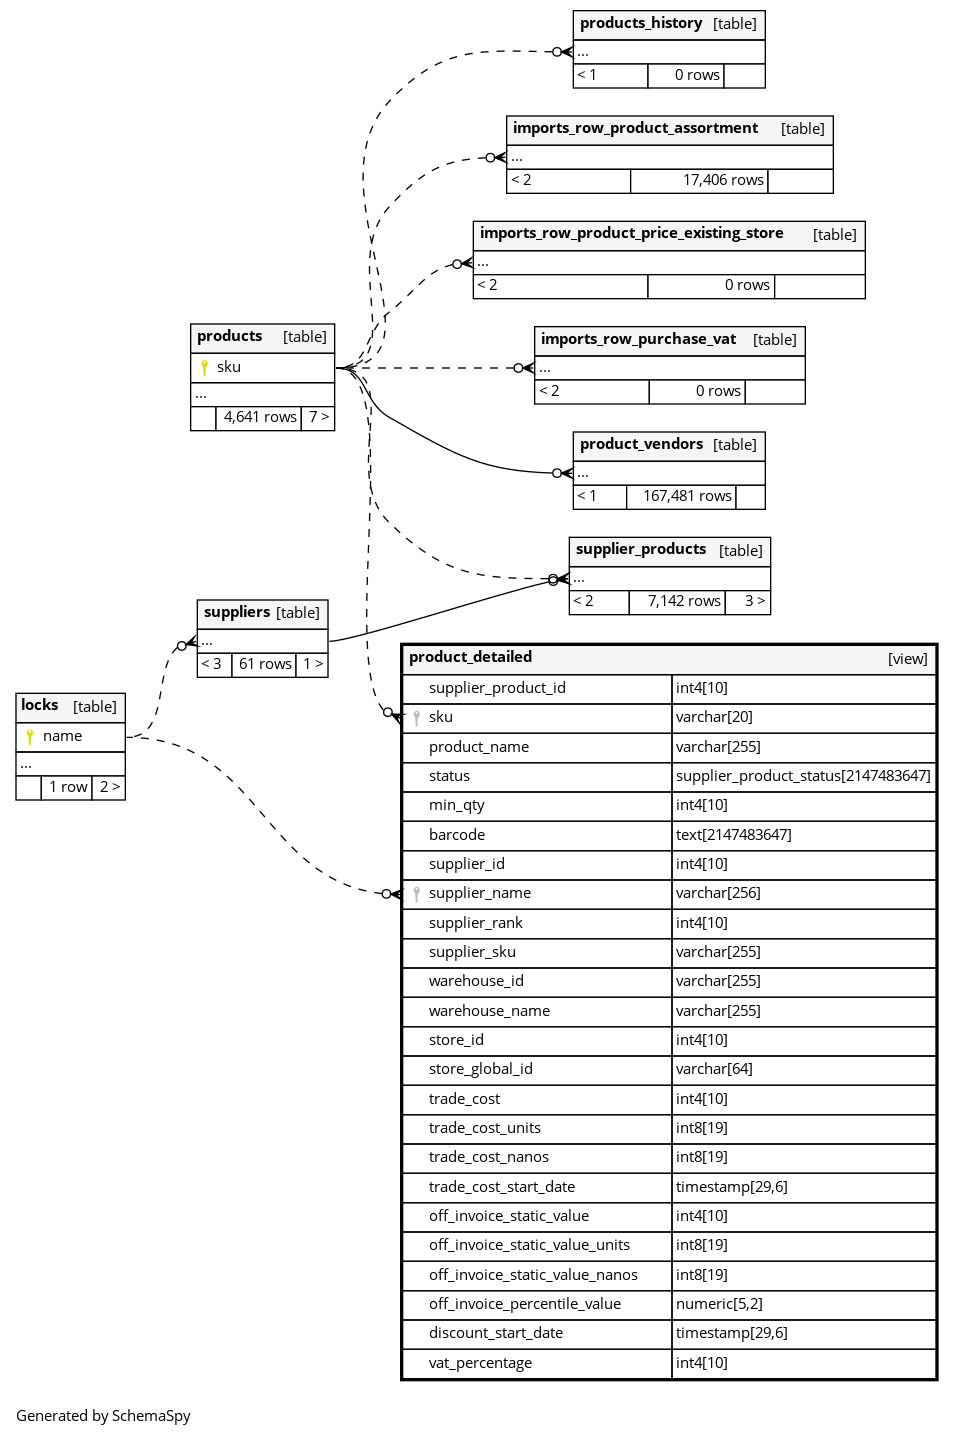 products_history [table]
...
< 1 0 rows
imports_row_product_assortment [table]
...
< 2 17,406 rows
imports_row_product_price_existing_store [table]
...
< 2 0 rows
products [table]
sku
...
4,641 rows 7 >
imports_row_purchase_vat [table]
...
< 2 0 rows
product_vendors [table]
...
< 1 167,481 rows
supplier_products [table]
...
< 2 7,142 rows 3 >
suppliers [table]
...
< 3 61 rows 1 >
locks [table]
name
...
1 row 2 >
product_detailed [view]
supplier_product_id int4[10]
sku varchar[20]
product_name varchar[255]
status supplier_product_status[2147483647]
min_qty int4[10]
barcode text[2147483647]
supplier_id int4[10]
supplier_name varchar[256]
supplier_rank int4[10]
supplier_sku varchar[255]
warehouse_id varchar[255]
warehouse_name varchar[255]
store_id int4[10]
store_global_id varchar[64]
trade_cost int4[10]
trade_cost_units int8[19]
trade_cost_nanos int8[19]
trade_cost_start_date timestamp[29,6]
off_invoice_static_value int4[10]
off_invoice_static_value_units int8[19]
off_invoice_static_value_nanos int8[19]
off_invoice_percentile_value numeric[5,2]
discount_start_date timestamp[29,6]
vat_percentage int4[10]
Generated by SchemaSpy